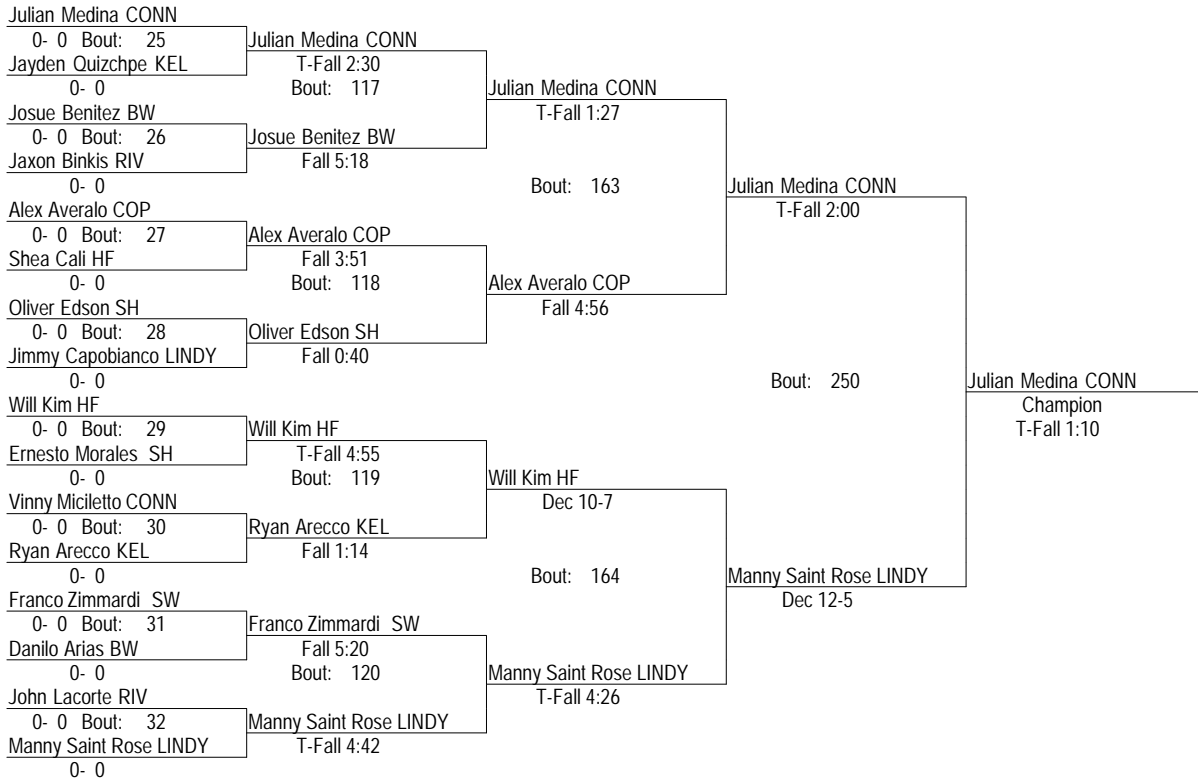 Julian Medina CONN
0- 0 Bout: 25
Julian Medina CONN
Jayden Quizchpe KEL
T-Fall 2:30
0- 0
Bout: 117
Julian Medina CONN
Josue Benitez BW
T-Fall 1:27
0- 0 Bout: 26
Josue Benitez BW
Jaxon Binkis RIV
Fall 5:18
0- 0
Bout: 163
Julian Medina CONN
Alex Averalo COP
T-Fall 2:00
0- 0 Bout: 27
Alex Averalo COP
Shea Cali HF
Fall 3:51
0- 0
Bout: 118
Alex Averalo COP
Oliver Edson SH
Fall 4:56
0- 0 Bout: 28
Oliver Edson SH
Jimmy Capobianco LINDY
Fall 0:40
0- 0
Bout: 250
Julian Medina CONN
Will Kim HF
Champion
0- 0 Bout: 29
Will Kim HF
T-Fall 1:10
Ernesto Morales SH
T-Fall 4:55
0- 0
Bout: 119
Will Kim HF
Vinny Miciletto CONN
Dec 10-7
0- 0 Bout: 30
Ryan Arecco KEL
Ryan Arecco KEL
Fall 1:14
0- 0
Bout: 164
Manny Saint Rose LINDY
Franco Zimmardi SW
Dec 12-5
0- 0 Bout: 31
Franco Zimmardi SW
Danilo Arias BW
Fall 5:20
0- 0
Bout: 120
Manny Saint Rose LINDY
John Lacorte RIV
T-Fall 4:26
0- 0 Bout: 32
Manny Saint Rose LINDY
Manny Saint Rose LINDY
T-Fall 4:42
0- 0